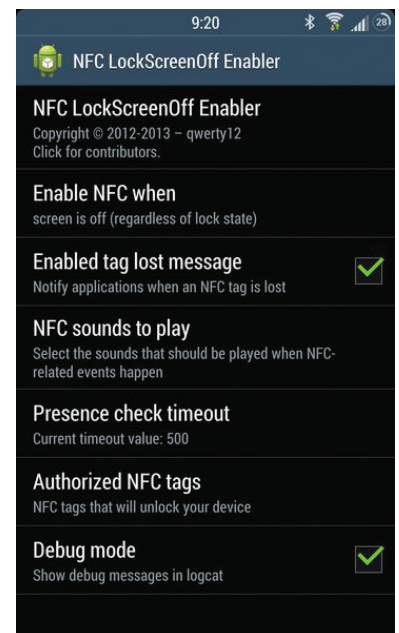 9:20
28
NFC LockScreenOff Enabler
NFC LockScreenOff Enabler
Copyright © 2012-2013 – qwerty12
Click for contributors.
Enable NFC when
screen is off (regardless of lock state)
Enabled tag lost message
Notify applications when an NFC tag is lost
NFC sounds to play
Select the sounds that should be played when NFC-
related events happen
Presence check timeout
Current timeout value: 500
Authorized NFC tags
NFC tags that will unlock your device
Debug mode
Show debug messages in logcat